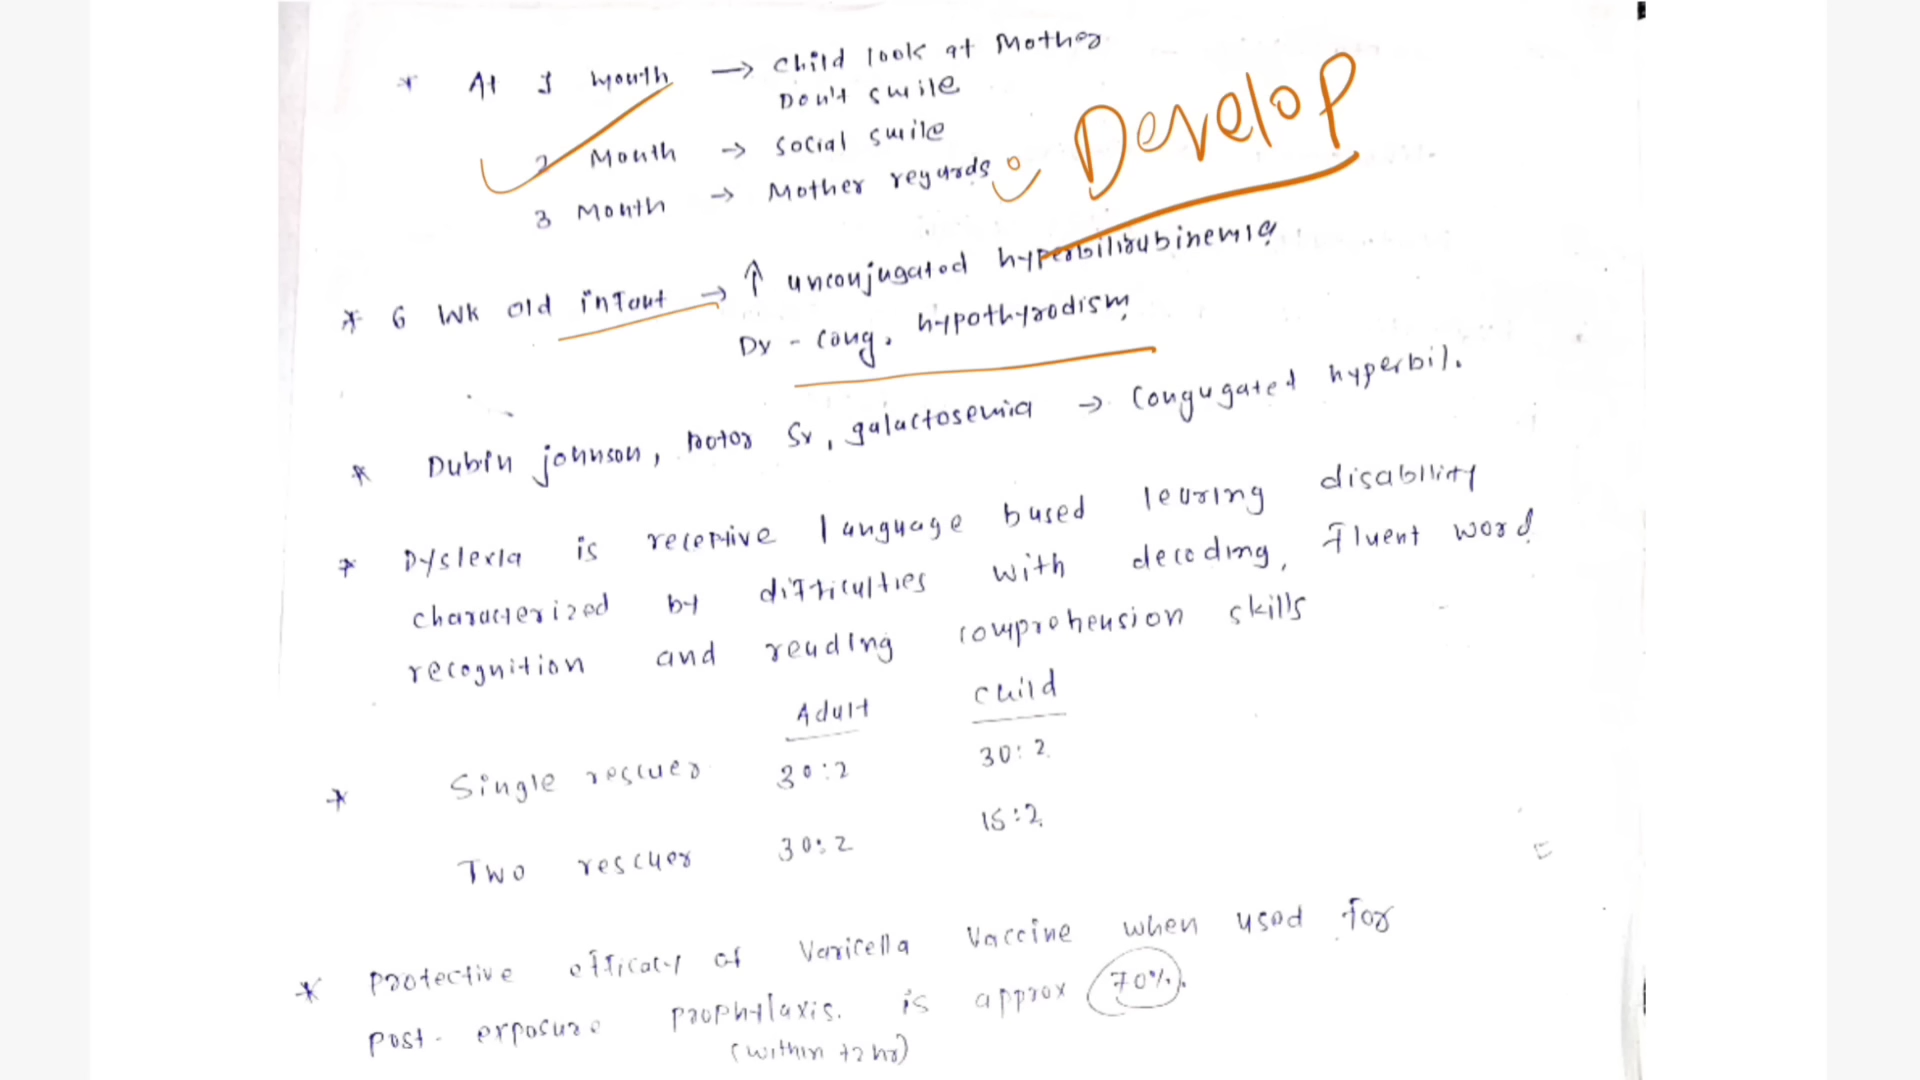 * At 1 Month → Child look at Mother
Don't smile
2 Month → Social smile
3 Month → Mother regards
Develop
* 6 Wk old infant → ↑ unconjugated hyperbilirubinemia
Dx - Cong. hypothyrodism
* Dubin johnson, Rotor Sx, galactosemia → Congugated hyperbil.
* Dyslexia is receptive language based learing disability
characterized by difficulties with decoding, fluent word
recognition and reading comprehension skills
Adult Child
* Single rescuer 30:2 30:2
Two rescuer 30:2 15:2
* Protective efficacy of Varicella Vaccine when used for
post-exposure prophylaxis. is approx 70%.
(within 72 hr)